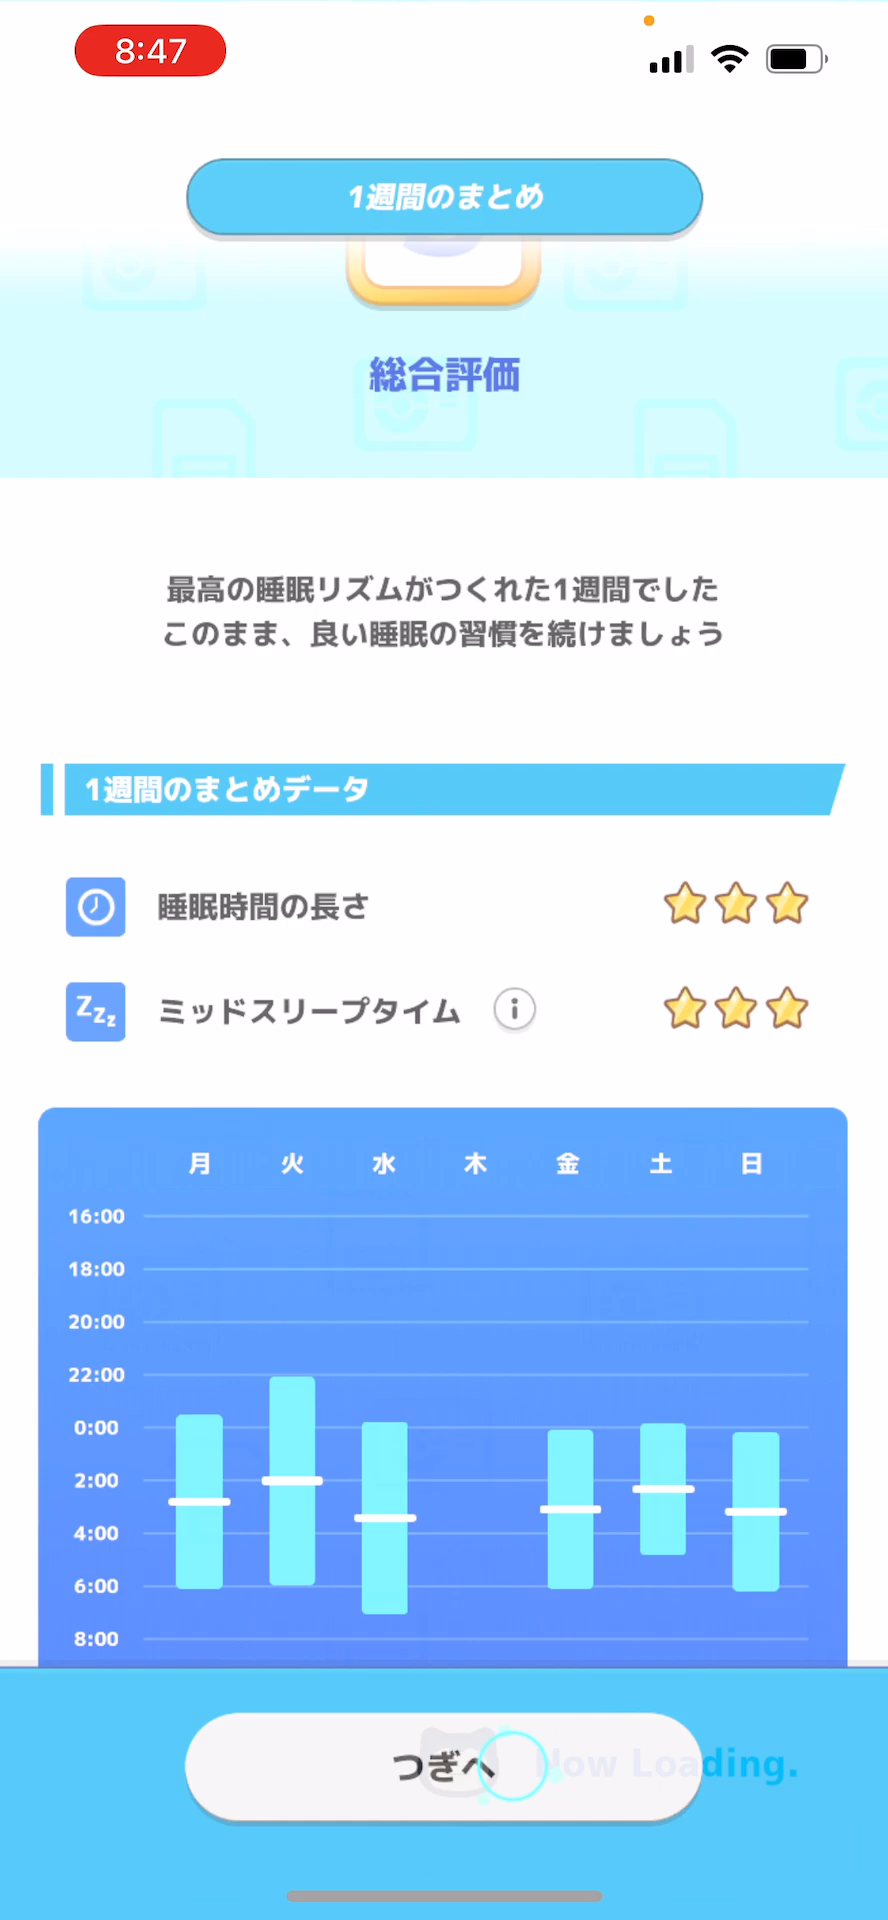 8:47
1週間のまとめ
総合評価
最高の睡眠リズムがつくれた1週間でした
このまま、良い睡眠の習慣を続けましょう
1週間のまとめデータ
睡眠時間の長さ
Zzz
ミッドスリープタイム i
月 火 水 木 金 土 日
16:00
18:00
20:00
22:00
0:00
2:00
4:00
6:00
8:00
つぎへ
Now Loading.